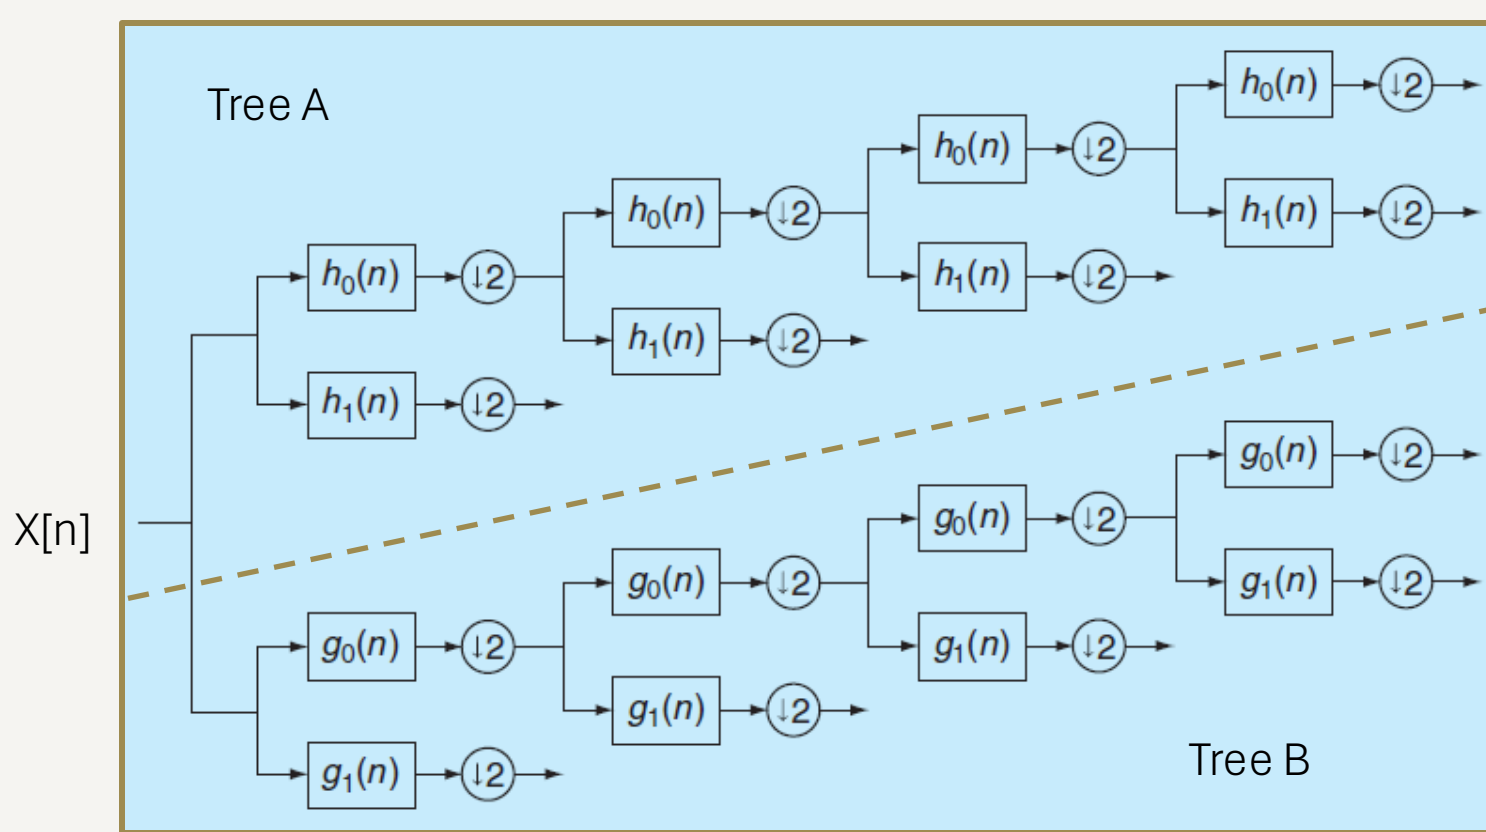 Tree A
h₀(n) ↓2
h₀(n) ↓2
h₀(n) ↓2
h₁(n) ↓2
h₀(n) ↓2
h₁(n) ↓2
h₁(n) ↓2
h₁(n) ↓2
X[n]
g₀(n) ↓2
g₀(n) ↓2
g₀(n) ↓2
g₁(n) ↓2
g₀(n) ↓2
g₁(n) ↓2
g₁(n) ↓2
g₁(n) ↓2
Tree B